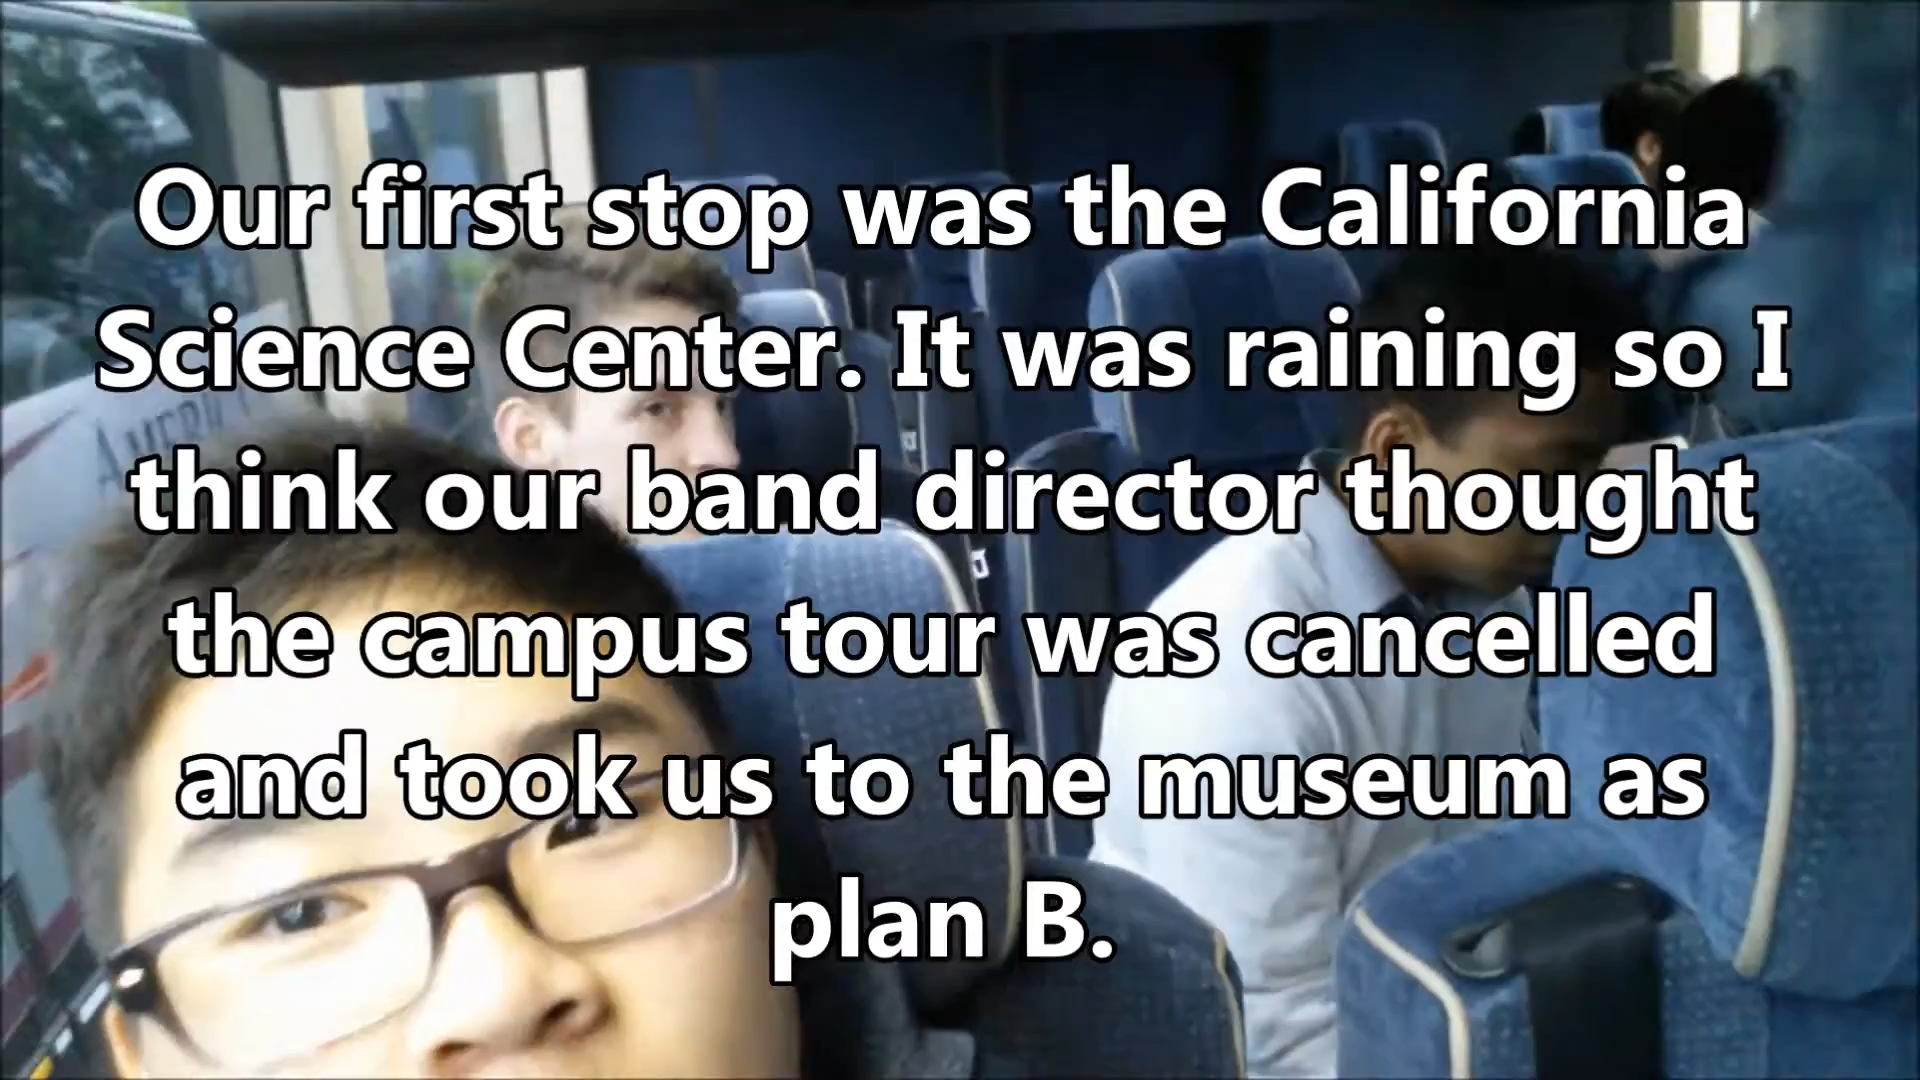 Our first stop was the California
Science Center. It was raining so I
think our band director thought
the campus tour was cancelled
and took us to the museum as
plan B.